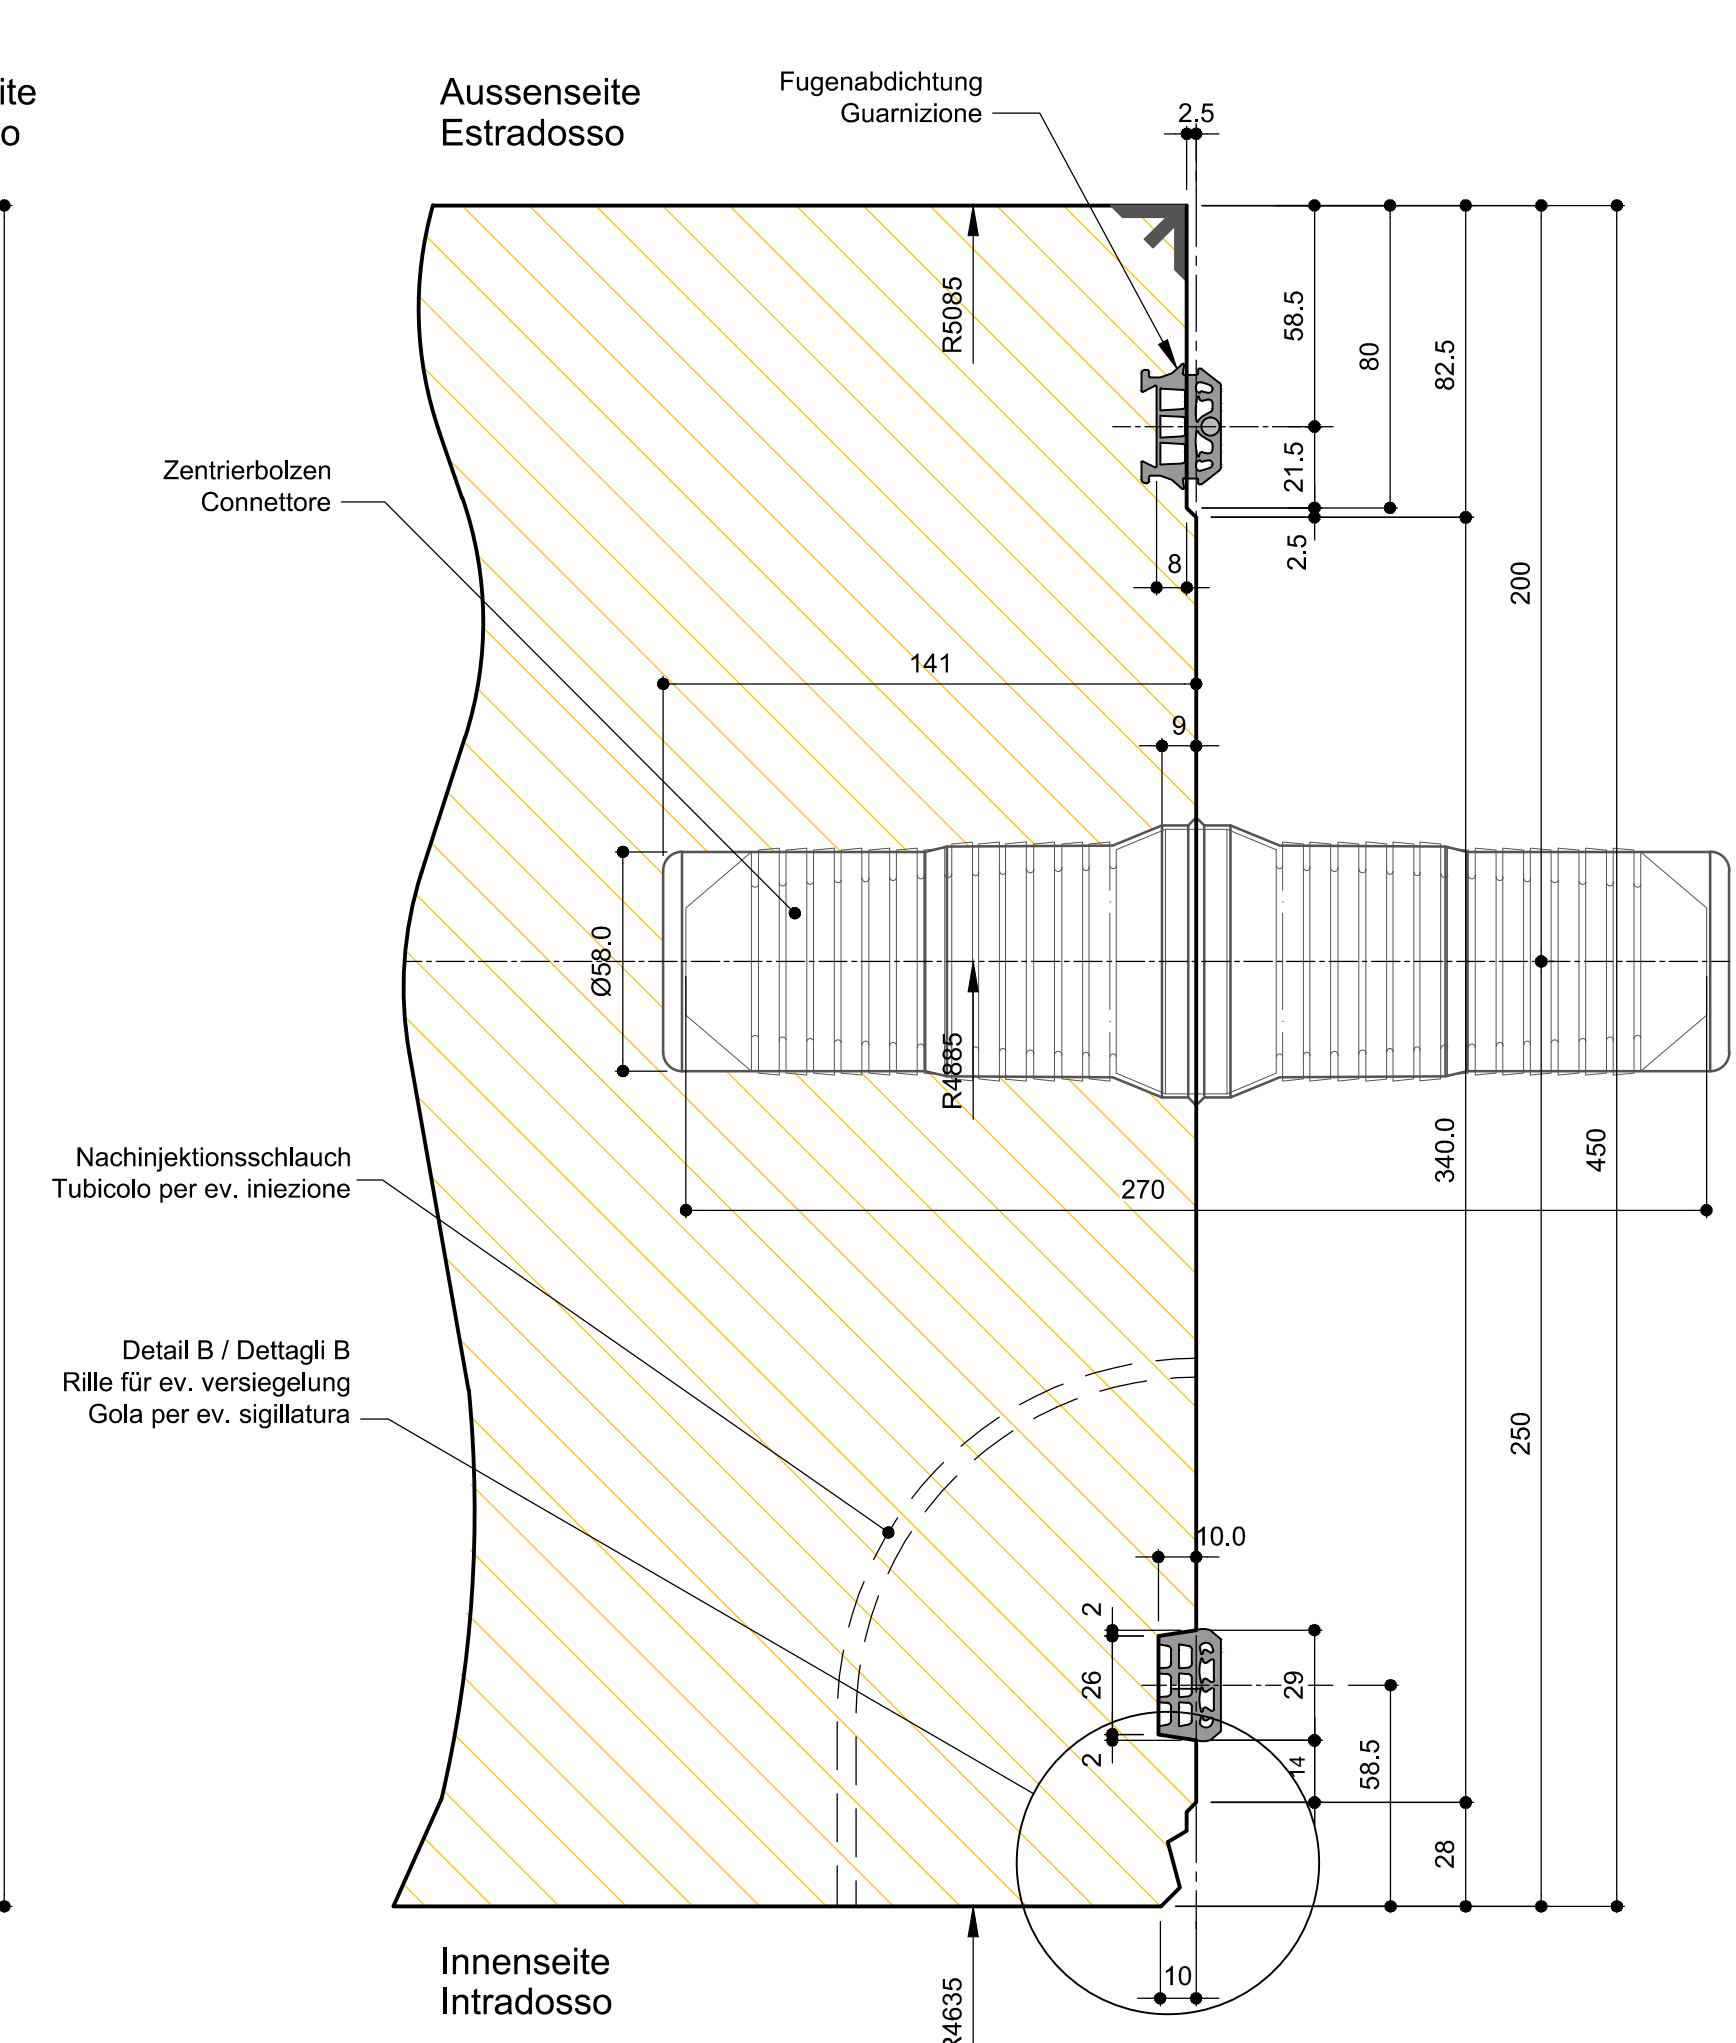 ite
o
Aussenseite
Estradosso
Fugenabdichtung
Guarnizione
2.5
R5085
58.5
80
82.5
21.5
2.5
8
200
Zentrierbolzen
Connettore
141
9
Ø58.0
R4885
340.0
450
270
Nachinjektionsschlauch
Tubicolo per ev. iniezione
Detail B / Dettagli B
Rille für ev. versiegelung
Gola per ev. sigillatura
250
10.0
2
26
2
29
14
58.5
28
Innenseite
Intradosso
10
R4635